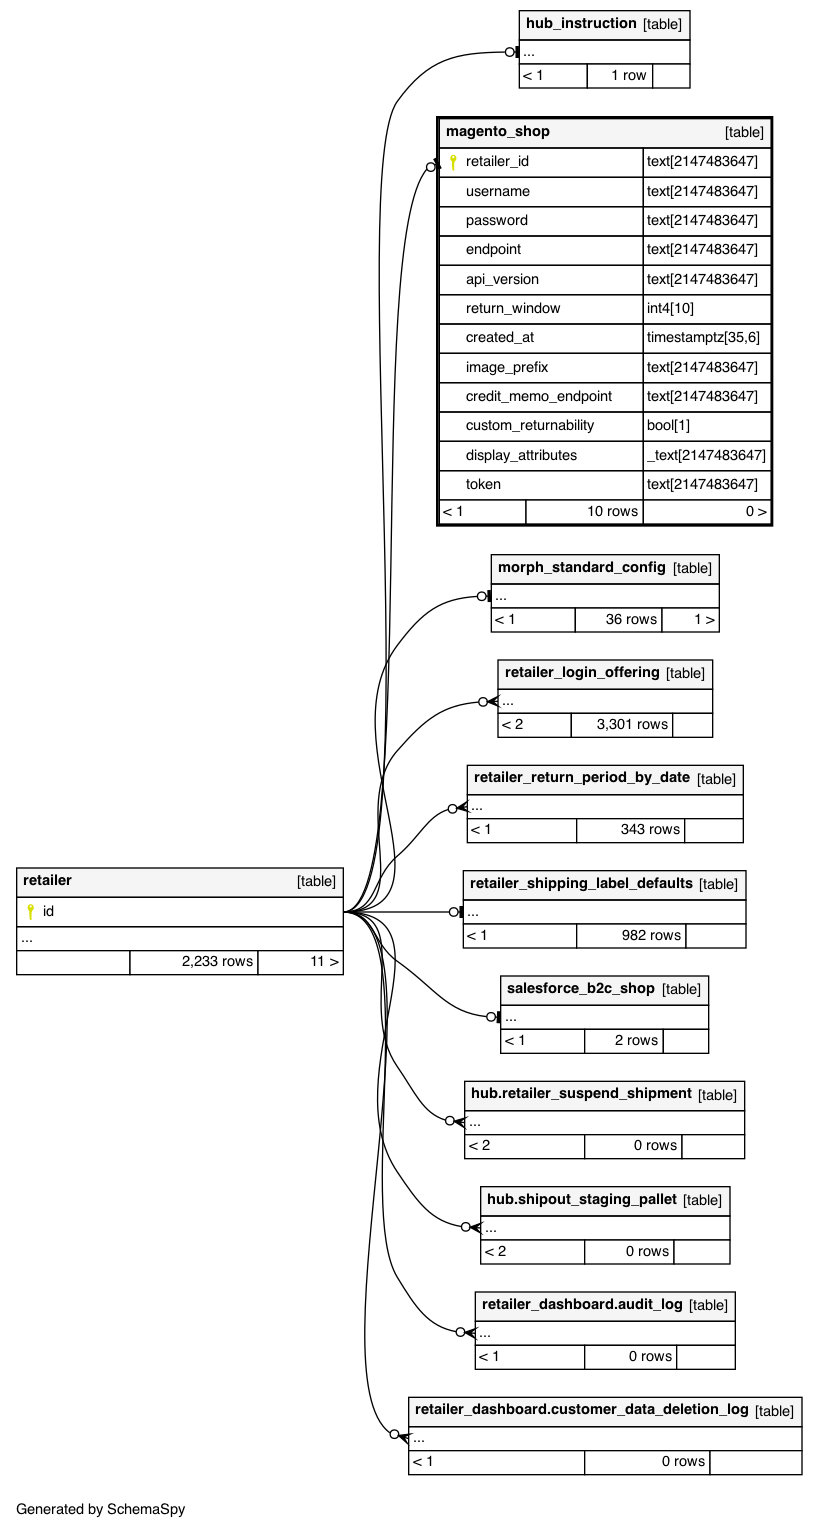 hub_instruction [table]
...
< 1 1 row
magento_shop [table]
retailer_id text[2147483647]
username text[2147483647]
password text[2147483647]
endpoint text[2147483647]
api_version text[2147483647]
return_window int4[10]
created_at timestamptz[35,6]
image_prefix text[2147483647]
credit_memo_endpoint text[2147483647]
custom_returnability bool[1]
display_attributes _text[2147483647]
token text[2147483647]
< 1 10 rows 0 >
morph_standard_config [table]
...
< 1 36 rows 1 >
retailer_login_offering [table]
...
< 2 3,301 rows
retailer_return_period_by_date [table]
...
< 1 343 rows
retailer [table]
id
...
2,233 rows 11 >
retailer_shipping_label_defaults [table]
...
< 1 982 rows
salesforce_b2c_shop [table]
...
< 1 2 rows
hub.retailer_suspend_shipment [table]
...
< 2 0 rows
hub.shipout_staging_pallet [table]
...
< 2 0 rows
retailer_dashboard.audit_log [table]
...
< 1 0 rows
retailer_dashboard.customer_data_deletion_log [table]
...
< 1 0 rows
Generated by SchemaSpy